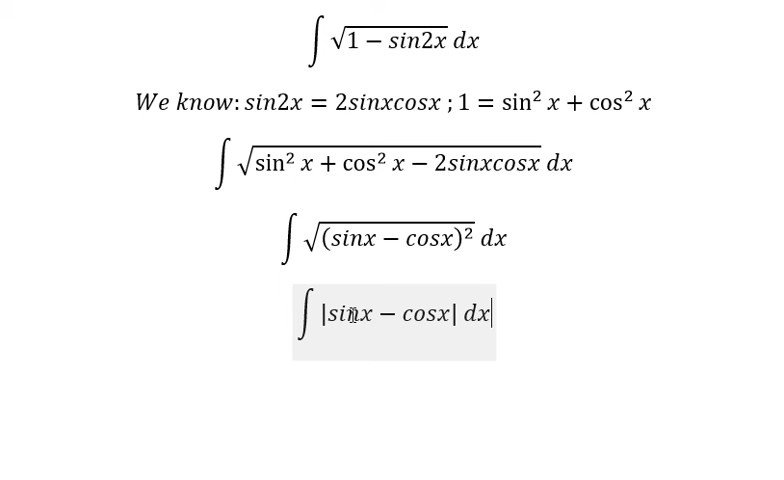 ∫ √(1 − sin2x) dx
We know: sin2x = 2sinxcosx ; 1 = sin² x + cos² x
∫ √(sin² x + cos² x − 2sinxcosx) dx
∫ √((sinx − cosx)²) dx
∫ |sinx − cosx| dx